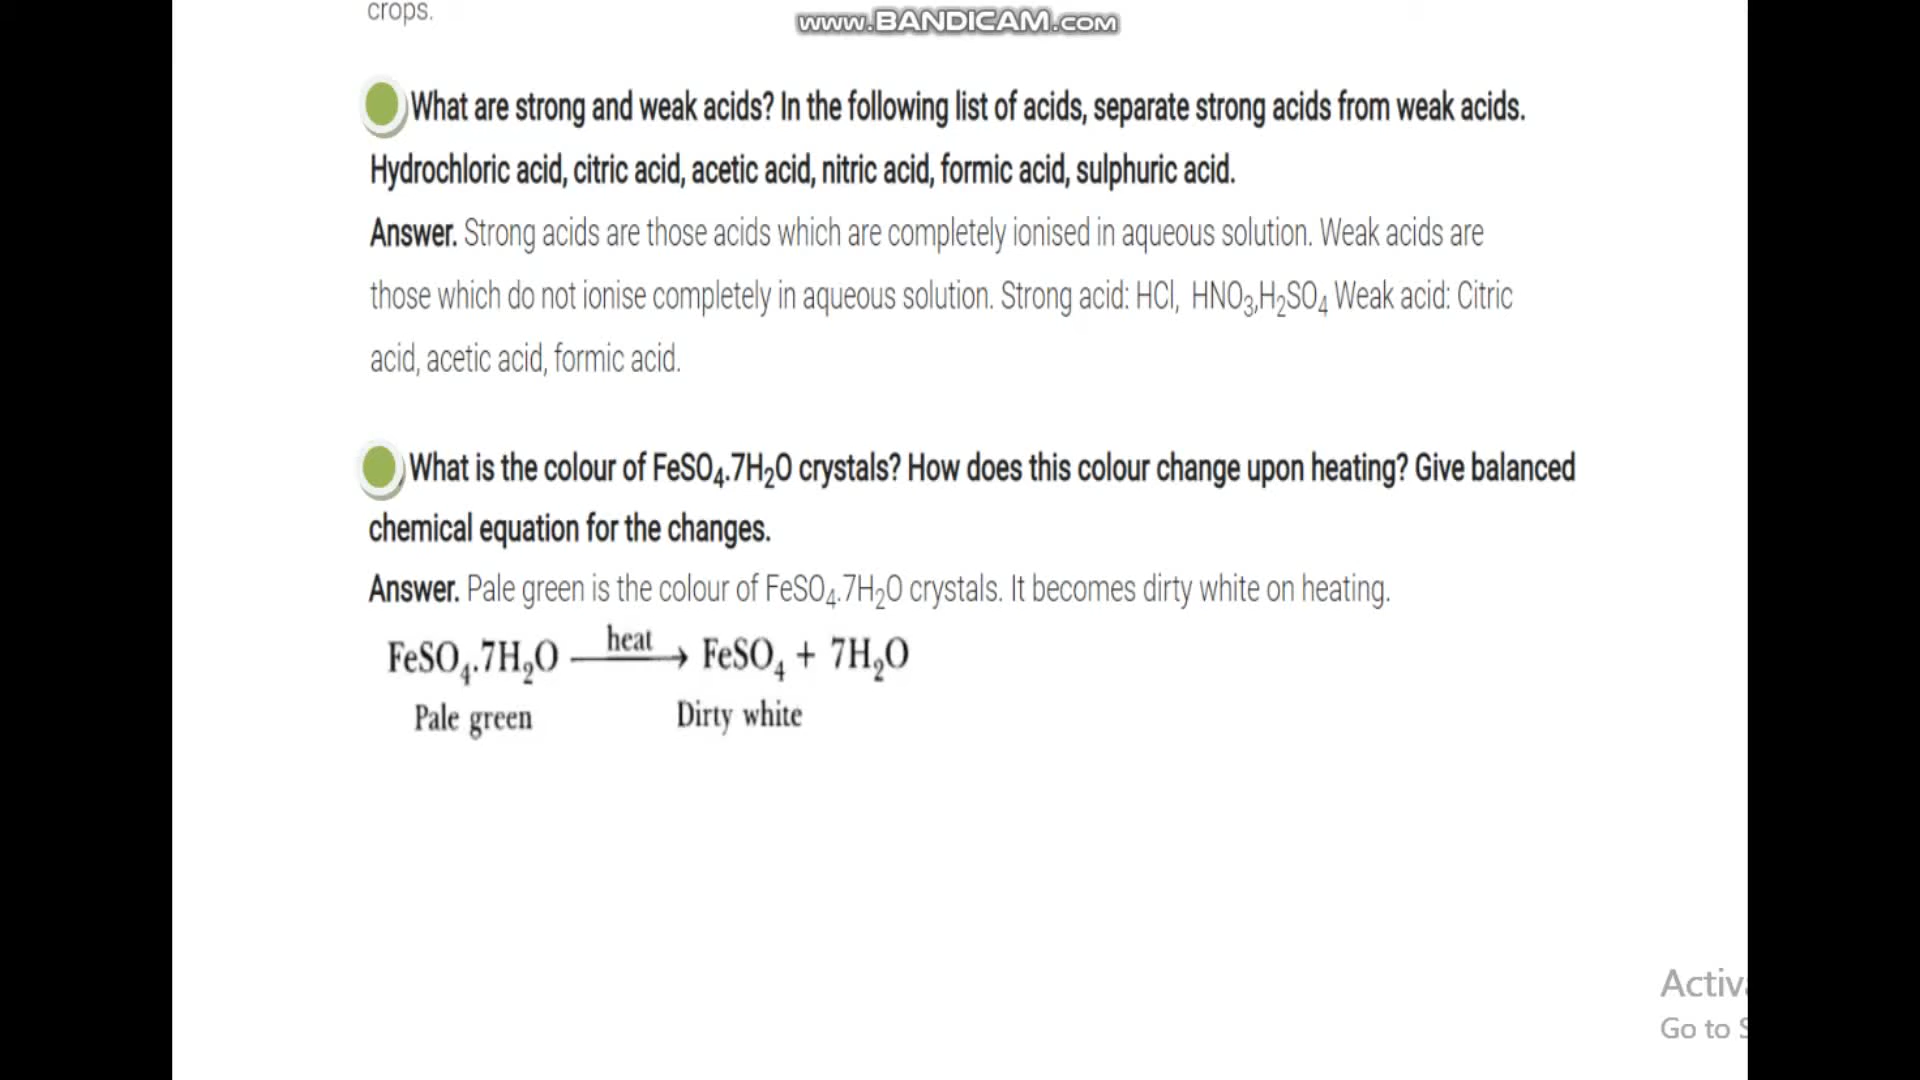 crops.
www.BANDICAM.com
What are strong and weak acids? In the following list of acids, separate strong acids from weak acids.
Hydrochloric acid, citric acid, acetic acid, nitric acid, formic acid, sulphuric acid.
Answer. Strong acids are those acids which are completely ionised in aqueous solution. Weak acids are
those which do not ionise completely in aqueous solution. Strong acid: HCl, HNO₃,H₂SO₄ Weak acid: Citric
acid, acetic acid, formic acid.
What is the colour of FeSO₄.7H₂O crystals? How does this colour change upon heating? Give balanced
chemical equation for the changes.
Answer. Pale green is the colour of FeSO₄.7H₂O crystals. It becomes dirty white on heating.
FeSO₄.7H₂O heat → FeSO₄ + 7H₂O
Pale green Dirty white
Activ
Go to S